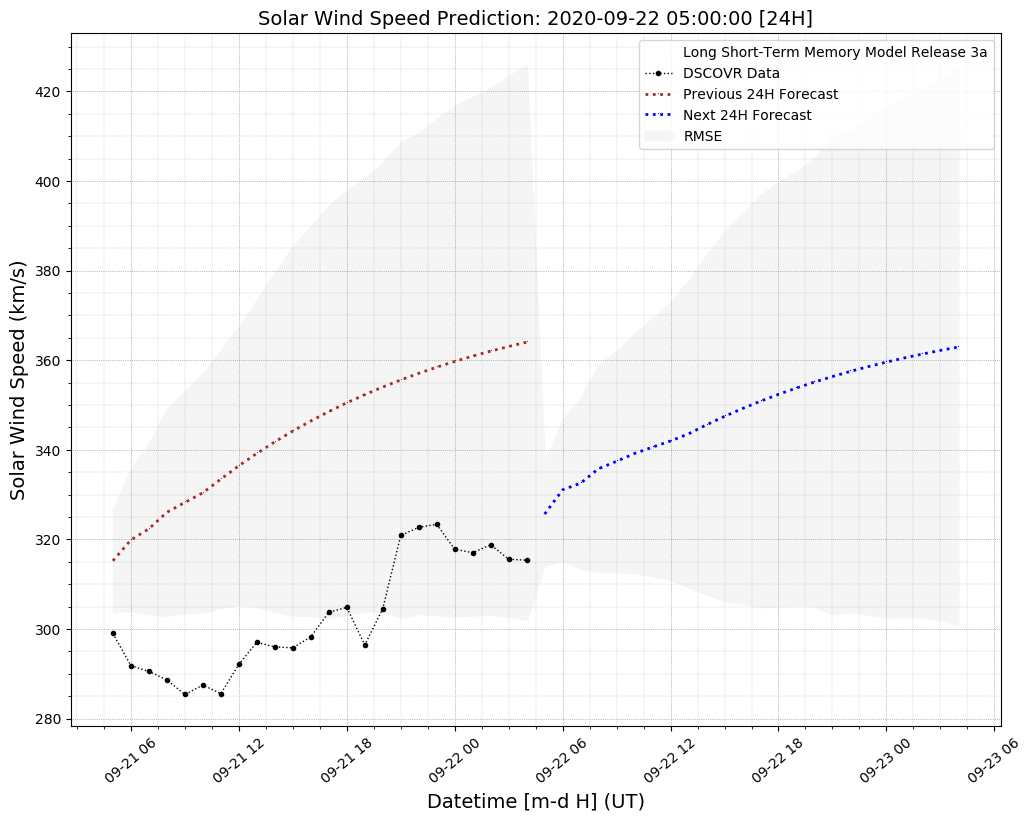 Solar Wind Speed Prediction: 2020-09-22 05:00:00 [24H]
Long Short-Term Memory Model Release 3a
DSCOVR Data
Previous 24H Forecast
Next 24H Forecast
RMSE
Solar Wind Speed (km/s)
420
400
380
360
340
320
300
280
09-21 06
09-21 12
09-21 18
09-22 00
09-22 06
09-22 12
09-22 18
09-23 00
09-23 06
Datetime [m-d H] (UT)